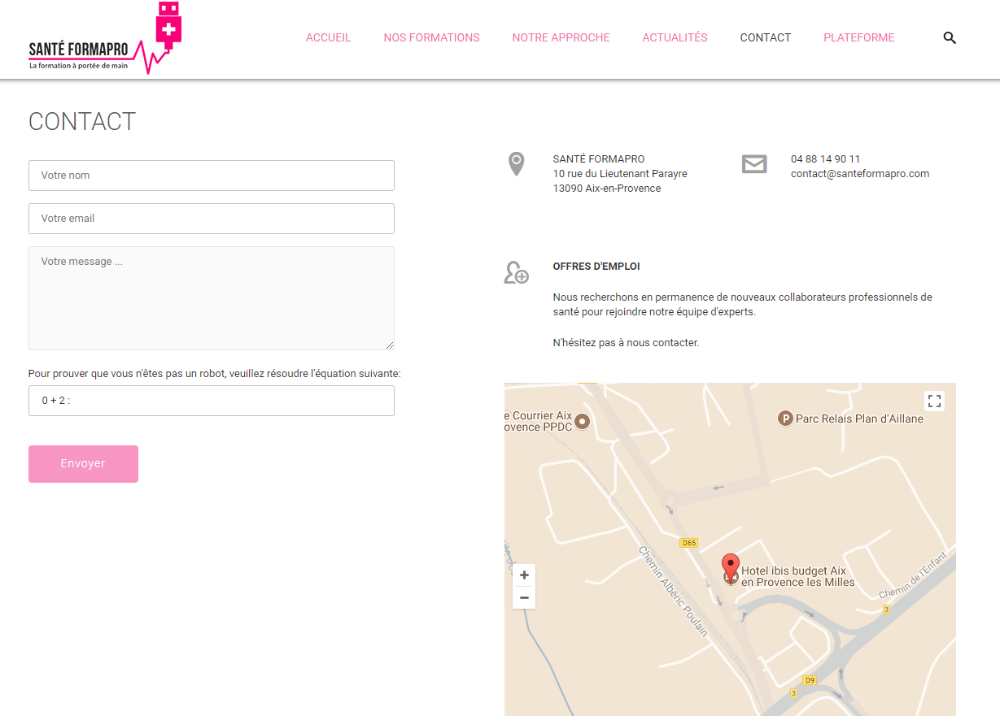 SANTÉ FORMAPRO
La formation à portée de main
ACCUEIL
NOS FORMATIONS
NOTRE APPROCHE
ACTUALITÉS
CONTACT
PLATEFORME
CONTACT
Votre nom
Votre email
Votre message ...
Pour prouver que vous n'êtes pas un robot, veuillez résoudre l'équation suivante:
0 + 2 :
Envoyer
SANTÉ FORMAPRO
10 rue du Lieutenant Parayre
13090 Aix-en-Provence
04 88 14 90 11
contact@santeformapro.com
OFFRES D'EMPLOI
Nous recherchons en permanence de nouveaux collaborateurs professionnels de
santé pour rejoindre notre équipe d'experts.
N'hésitez pas à nous contacter.
e Courrier Aix
ovence PPDC
P
Parc Relais Plan d'Aillane
D65
Chemin Albéric Poulain
Hotel ibis budget Aix
en Provence les Milles
Chemin de l'Enfant
3
D9
3
+
−